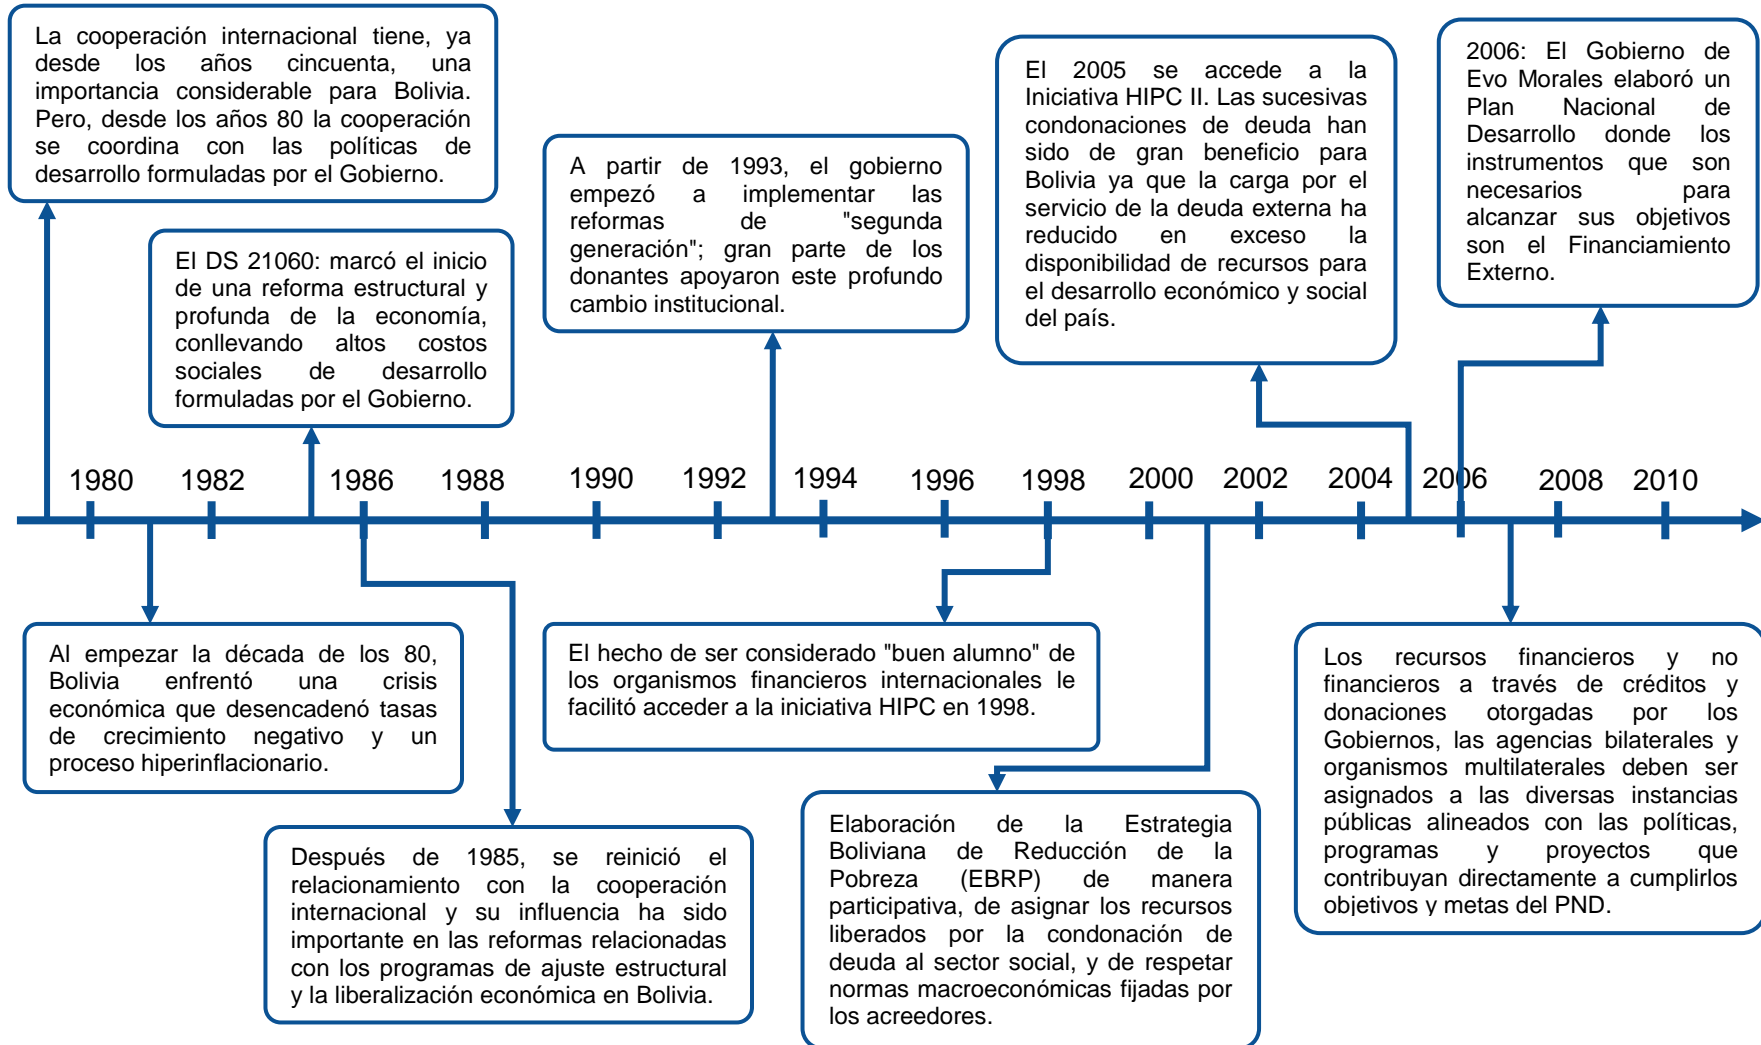 La cooperación internacional tiene, ya
desde los años cincuenta, una
importancia considerable para Bolivia.
Pero, desde los años 80 la cooperación
se coordina con las políticas de
desarrollo formuladas por el Gobierno.
El DS 21060: marcó el inicio
de una reforma estructural y
profunda de la economía,
conllevando altos costos
sociales de desarrollo
formuladas por el Gobierno.
A partir de 1993, el gobierno
empezó a implementar las
reformas de "segunda
generación"; gran parte de los
donantes apoyaron este profundo
cambio institucional.
El 2005 se accede a la
Iniciativa HIPC II. Las sucesivas
condonaciones de deuda han
sido de gran beneficio para
Bolivia ya que la carga por el
servicio de la deuda externa ha
reducido en exceso la
disponibilidad de recursos para
el desarrollo económico y social
del país.
2006: El Gobierno de
Evo Morales elaboró un
Plan Nacional de
Desarrollo donde los
instrumentos que son
necesarios para
alcanzar sus objetivos
son el Financiamiento
Externo.
1980 1982 1986 1988 1990 1992 1994 1996 1998 2000 2002 2004 2006 2008 2010
Al empezar la década de los 80,
Bolivia enfrentó una crisis
económica que desencadenó tasas
de crecimiento negativo y un
proceso hiperinflacionario.
Después de 1985, se reinició el
relacionamiento con la cooperación
internacional y su influencia ha sido
importante en las reformas relacionadas
con los programas de ajuste estructural
y la liberalización económica en Bolivia.
El hecho de ser considerado "buen alumno" de
los organismos financieros internacionales le
facilitó acceder a la iniciativa HIPC en 1998.
Elaboración de la Estrategia
Boliviana de Reducción de la
Pobreza (EBRP) de manera
participativa, de asignar los recursos
liberados por la condonación de
deuda al sector social, y de respetar
normas macroeconómicas fijadas por
los acreedores.
Los recursos financieros y no
financieros a través de créditos y
donaciones otorgadas por los
Gobiernos, las agencias bilaterales y
organismos multilaterales deben ser
asignados a las diversas instancias
públicas alineados con las políticas,
programas y proyectos que
contribuyan directamente a cumplirlos
objetivos y metas del PND.